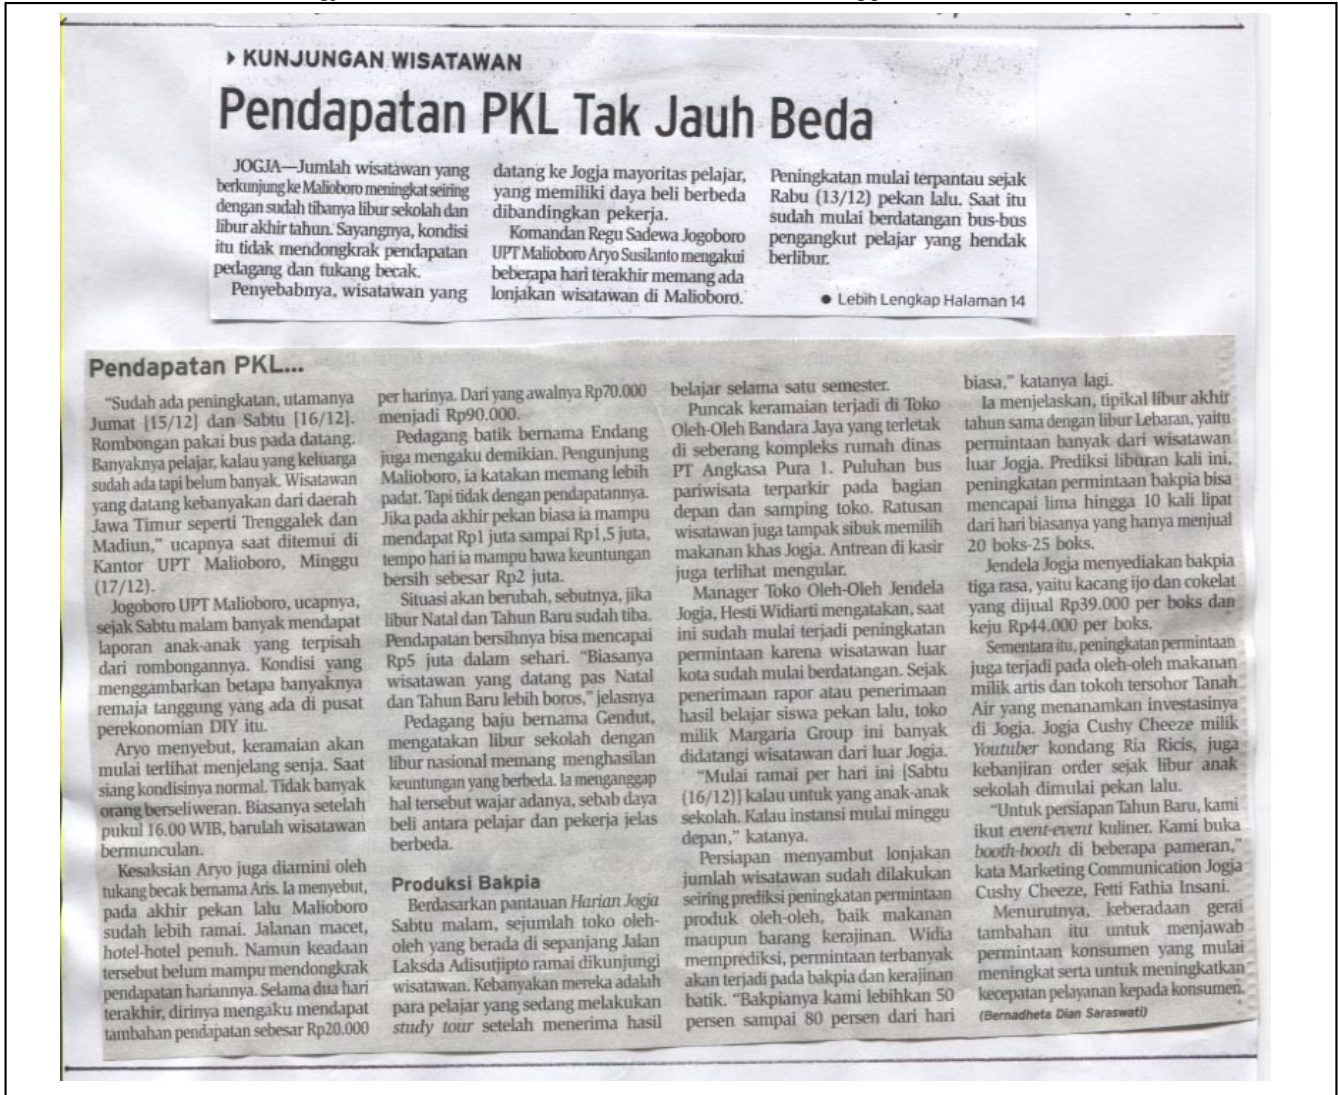 KUNJUNGAN WISATAWAN
Pendapatan PKL Tak Jauh Beda
JOGJA—Jumlah wisatawan yang
berkunjung ke Malioboro meningkat seiring
dengan sudah tibanya libur sekolah dan
libur akhir tahun. Sayangnya, kondisi
itu tidak mendongkrak pendapatan
pedagang dan tukang becak.
Penyebabnya, wisatawan yang
datang ke Jogja mayoritas pelajar,
yang memiliki daya beli berbeda
dibandingkan pekerja.
Komandan Regu Sadewa Jogoboro
UPT Malioboro Aryo Susilanto mengakui
beberapa hari terakhir memang ada
lonjakan wisatawan di Malioboro.
Peningkatan mulai terpantau sejak
Rabu (13/12) pekan lalu. Saat itu
sudah mulai berdatangan bus-bus
pengangkut pelajar yang hendak
berlibur.
● Lebih Lengkap Halaman 14
Pendapatan PKL...
"Sudah ada peningkatan, utamanya
Jumat [15/12] dan Sabtu [16/12].
Rombongan pakai bus pada datang.
Banyaknya pelajar, kalau yang keluarga
sudah ada tapi belum banyak. Wisatawan
yang datang kebanyakan dari daerah
Jawa Timur seperti Trenggalek dan
Madiun," ucapnya saat ditemui di
Kantor UPT Malioboro, Minggu
(17/12).
Jogoboro UPT Malioboro, ucapnya,
sejak Sabtu malam banyak mendapat
laporan anak-anak yang terpisah
dari rombongannya. Kondisi yang
menggambarkan betapa banyaknya
remaja tanggung yang ada di pusat
perekonomian DIY itu.
Aryo menyebut, keramaian akan
mulai terlihat menjelang senja. Saat
siang kondisinya normal. Tidak banyak
orang berseliweran. Biasanya setelah
pukul 16.00 WIB, barulah wisatawan
bermunculan.
Kesaksian Aryo juga diamini oleh
tukang becak bernama Aris. Ia menyebut,
pada akhir pekan lalu Malioboro
sudah lebih ramai. Jalanan macet,
hotel-hotel penuh. Namun keadaan
tersebut belum mampu mendongkrak
pendapatan hariannya. Selama dua hari
terakhir, dirinya mengaku mendapat
tambahan pendapatan sebesar Rp20.000
per harinya. Dari yang awalnya Rp70.000
menjadi Rp90.000.
Pedagang batik bernama Endang
juga mengaku demikian. Pengunjung
Malioboro, ia katakan memang lebih
padat. Tapi tidak dengan pendapatannya.
Jika pada akhir pekan biasa ia mampu
mendapat Rp1 juta sampai Rp1,5 juta,
tempo hari ia mampu bawa keuntungan
bersih sebesar Rp2 juta.
Situasi akan berubah, sebutnya, jika
libur Natal dan Tahun Baru sudah tiba.
Pendapatan bersihnya bisa mencapai
Rp5 juta dalam sehari. "Biasanya
wisatawan yang datang pas Natal
dan Tahun Baru lebih boros," jelasnya
Pedagang baju bernama Gendut,
mengatakan libur sekolah dengan
libur nasional memang menghasilan
keuntungan yang berbeda. Ia menganggap
hal tersebut wajar adanya, sebab daya
beli antara pelajar dan pekerja jelas
berbeda.
Produksi Bakpia
Berdasarkan pantauan Harian Jogja
Sabtu malam, sejumlah toko oleh-
oleh yang berada di sepanjang Jalan
Laksda Adisutjipto ramai dikunjungi
wisatawan. Kebanyakan mereka adalah
para pelajar yang sedang melakukan
study tour setelah menerima hasil
belajar selama satu semester.
Puncak keramaian terjadi di Toko
Oleh-Oleh Bandara Jaya yang terletak
di seberang kompleks rumah dinas
PT Angkasa Pura 1. Puluhan bus
pariwisata terparkir pada bagian
depan dan samping toko. Ratusan
wisatawan juga tampak sibuk memilih
makanan khas Jogja. Antrean di kasir
juga terlihat mengular.
Manager Toko Oleh-Oleh Jendela
Jogja, Hesti Widiarti mengatakan, saat
ini sudah mulai terjadi peningkatan
permintaan karena wisatawan luar
kota sudah mulai berdatangan. Sejak
penerimaan rapor atau penerimaan
hasil belajar siswa pekan lalu, toko
milik Margaria Group ini banyak
didatangi wisatawan dari luar Jogja.
"Mulai ramai per hari ini [Sabtu
(16/12)] kalau untuk yang anak-anak
sekolah. Kalau instansi mulai minggu
depan," katanya.
Persiapan menyambut lonjakan
jumlah wisatawan sudah dilakukan
seiring prediksi peningkatan permintaan
produk oleh-oleh, baik makanan
maupun barang kerajinan. Widia
memprediksi, permintaan terbanyak
akan terjadi pada bakpia dan kerajinan
batik. "Bakpianya kami lebihkan 50
persen sampai 80 persen dari hari
biasa," katanya lagi.
Ia menjelaskan, tipikal libur akhir
tahun sama dengan libur Lebaran, yaitu
permintaan banyak dari wisatawan
luar Jogja. Prediksi liburan kali ini,
peningkatan permintaan bakpia bisa
mencapai lima hingga 10 kali lipat
dari hari biasanya yang hanya menjual
20 boks-25 boks.
Jendela Jogja menyediakan bakpia
tiga rasa, yaitu kacang ijo dan cokelat
yang dijual Rp39.000 per boks dan
keju Rp44.000 per boks.
Sementara itu, peningkatan permintaan
juga terjadi pada oleh-oleh makanan
milik artis dan tokoh tersohor Tanah
Air yang menanamkan investasinya
di Jogja. Jogja Cushy Cheeze milik
Youtuber kondang Ria Ricis, juga
kebanjiran order sejak libur anak
sekolah dimulai pekan lalu.
"Untuk persiapan Tahun Baru, kami
ikut event-event kuliner. Kami buka
booth-booth di beberapa pameran,"
kata Marketing Communication Jogja
Cushy Cheeze, Fetti Fathia Insani.
Menurutnya, keberadaan gerai
tambahan itu untuk menjawab
permintaan konsumen yang mulai
meningkat serta untuk meningkatkan
kecepatan pelayanan kepada konsumen.
(Bernadheta Dian Saraswati)